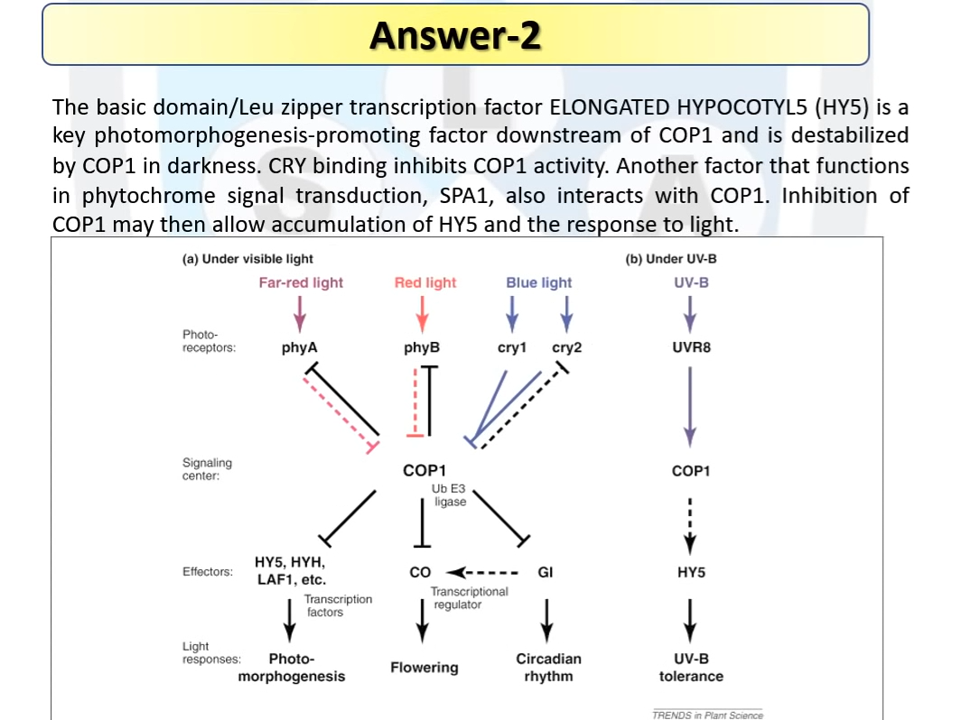 Answer-2
The basic domain/Leu zipper transcription factor ELONGATED HYPOCOTYL5 (HY5) is a
key photomorphogenesis-promoting factor downstream of COP1 and is destabilized
by COP1 in darkness. CRY binding inhibits COP1 activity. Another factor that functions
in phytochrome signal transduction, SPA1, also interacts with COP1. Inhibition of
COP1 may then allow accumulation of HY5 and the response to light.
(a) Under visible light
(b) Under UV-B
Far-red light
Red light
Blue light
UV-B
Photo-
receptors:
phyA
phyB
cry1
cry2
UVR8
Signaling
center:
COP1
Ub E3
ligase
COP1
Effectors:
HY5, HYH,
LAF1, etc.
CO
GI
HY5
Transcription
factors
Transcriptional
regulator
Light
responses:
Photo-
morphogenesis
Flowering
Circadian
rhythm
UV-B
tolerance
TRENDS in Plant Science